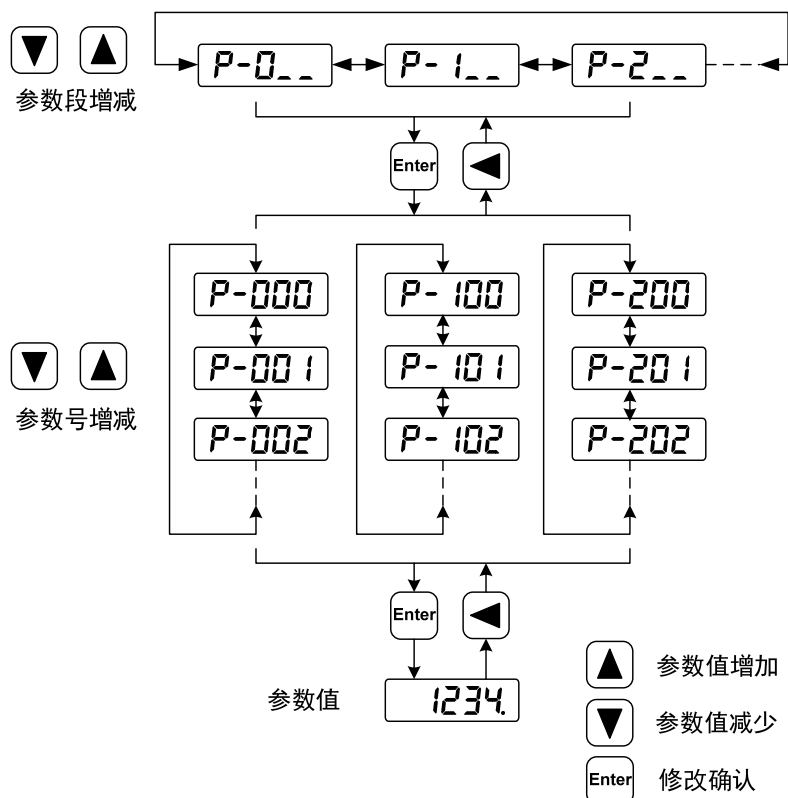 P-0__ P-1__ P-2__
参数段增减
Enter
P-000 P-100 P-200
P-001 P-101 P-201
参数号增减
P-002 P-102 P-202
Enter
参数值增加
参数值 1234.
参数值减少
Enter 修改确认